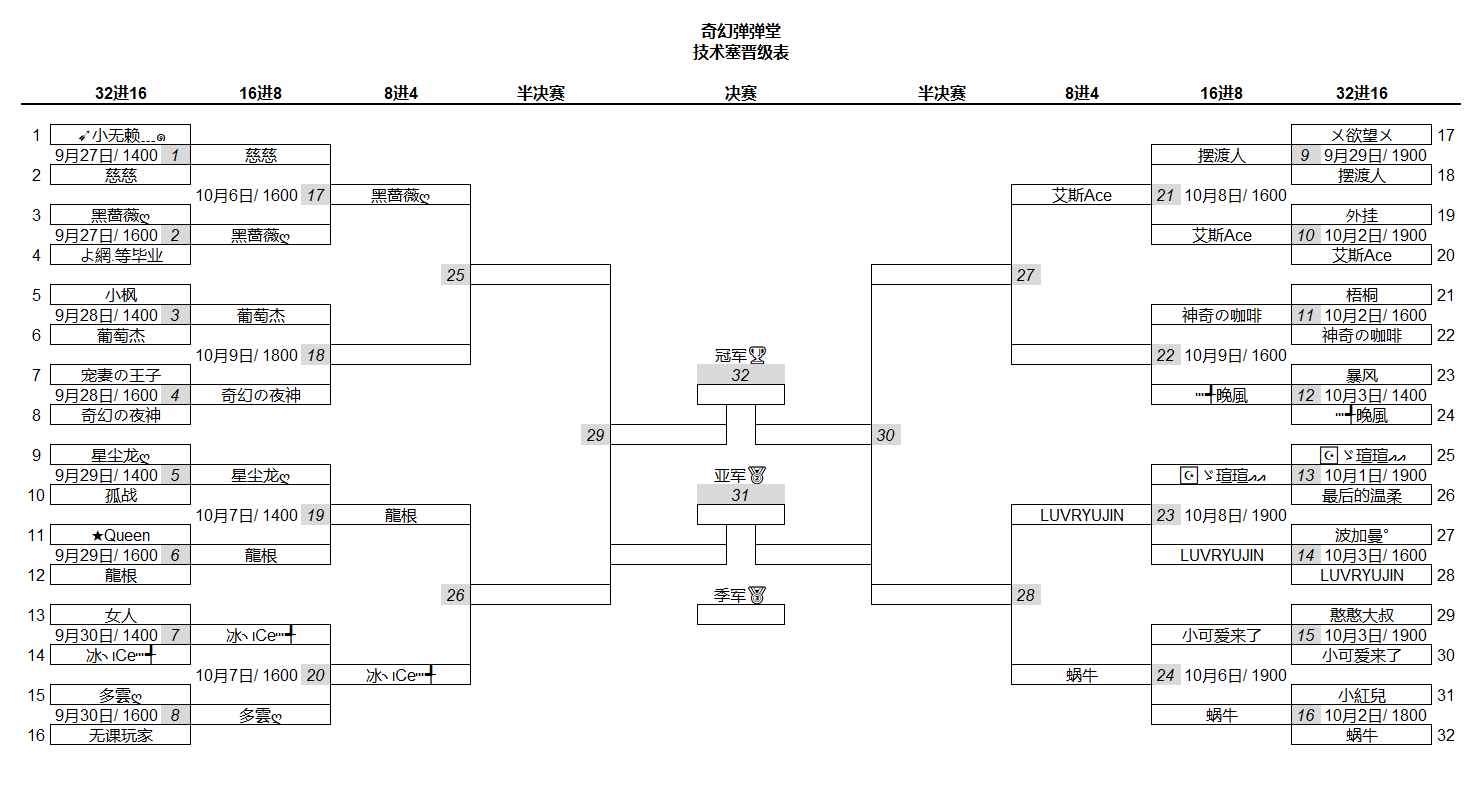 奇幻弹弹堂
技术塞晋级表
32进16 16进8 8进4 半决赛 决赛 半决赛 8进4 16进8 32进16
1 ➶小无赖﹍๑ ㄨ欲望ㄨ 17
9月27日/ 1400 1 慈慈 摆渡人 9 9月29日/ 1900
2 慈慈 摆渡人 18
10月6日/ 1600 17 黑蔷薇ღ 艾斯Ace 21 10月8日/ 1600
3 黑蔷薇ღ 外挂 19
9月27日/ 1600 2 黑蔷薇ღ 艾斯Ace 10 10月2日/ 1900
4 よ網.等毕业 艾斯Ace 20
25 27
5 小枫 梧桐 21
9月28日/ 1400 3 葡萄杰 神奇の咖啡 11 10月2日/ 1600
6 葡萄杰 神奇の咖啡 22
10月9日/ 1800 18 冠军🏆 22 10月9日/ 1600
7 宠妻の王子 32 暴风 23
9月28日/ 1600 4 奇幻の夜神 ┉╃晚風 12 10月3日/ 1400
8 奇幻の夜神 ┉╃晚風 24
29 30
9 星尘龙ღ ☪ゞ瑄瑄ᨒ 25
9月29日/ 1400 5 星尘龙ღ 亚军🥈 ☪ゞ瑄瑄ᨒ 13 10月1日/ 1900
10 孤战 31 最后的温柔 26
10月7日/ 1400 19 龍根 LUVRYUJIN 23 10月8日/ 1900
11 ★Queen 波加曼° 27
9月29日/ 1600 6 龍根 LUVRYUJIN 14 10月3日/ 1600
12 龍根 LUVRYUJIN 28
26 季军🥉 28
13 女人 憨憨大叔 29
9月30日/ 1400 7 冰ヽıCe┉╃ 小可爱来了 15 10月3日/ 1900
14 冰ヽıCe┉╃ 小可爱来了 30
10月7日/ 1600 20 冰ヽıCe┉╃ 蜗牛 24 10月6日/ 1900
15 多雲ღ 小紅兒 31
9月30日/ 1600 8 多雲ღ 蜗牛 16 10月2日/ 1800
16 无课玩家 蜗牛 32